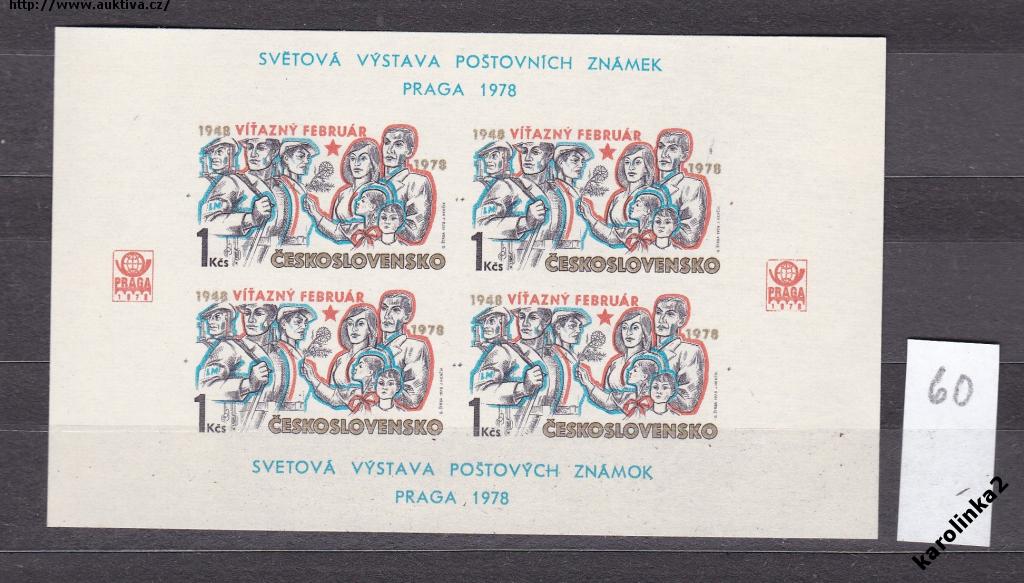 http://www.auktiva.cz/
SVĚTOVÁ VÝSTAVA POŠTOVNÍCH ZNÁMEK
PRAGA 1978
1948 VÍŤAZNÝ FEBRUÁR
1978
1 Kčs ČESKOSLOVENSKO
1948 VÍŤAZNÝ FEBRUÁR
1978
1 Kčs ČESKOSLOVENSKO
PRAGA
1978
PRAGA
1978
1948 VÍŤAZNÝ FEBRUÁR
1978
1 Kčs ČESKOSLOVENSKO
1948 VÍŤAZNÝ FEBRUÁR
1978
1 Kčs ČESKOSLOVENSKO
SVETOVÁ VÝSTAVA POŠTOVÝCH ZNÁMOK
PRAGA 1978
60
karolinka2